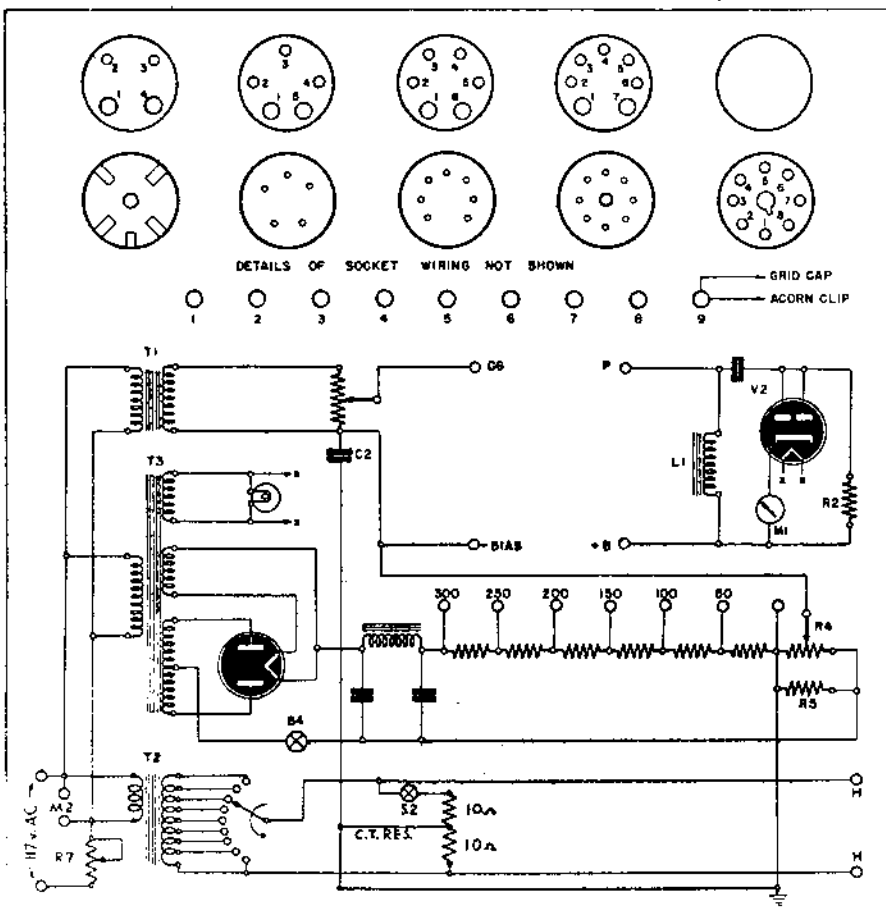 2 3
1 4
3
2 4
1 5
3 4
2 5
1 6
4
3 5
2 6
1 7
5
4 6
3 7
2 8
1
DETAILS OF SOCKET WIRING NOT SHOWN
GRID CAP
ACORN CLIP
1 2 3 4 5 6 7 8 9
T1
CG
P
V2
C2
L1
X X
R2
M1
T3
X
X
BIAS
+B
300 250 200 150 100 50
R4
R5
B4
T2
M2
117 v. AC
R7
S2
10Ω
C.T. RES.
10Ω
H
H